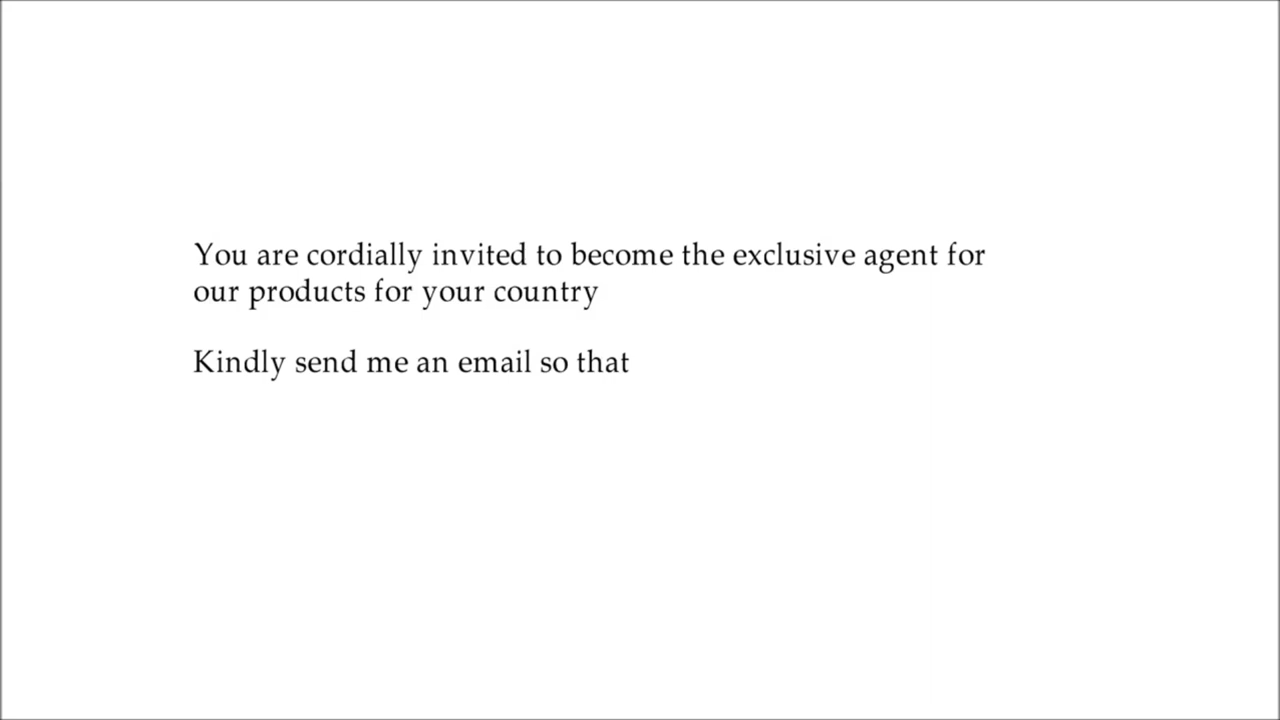 You are cordially invited to become the exclusive agent for
our products for your country
Kindly send me an email so that